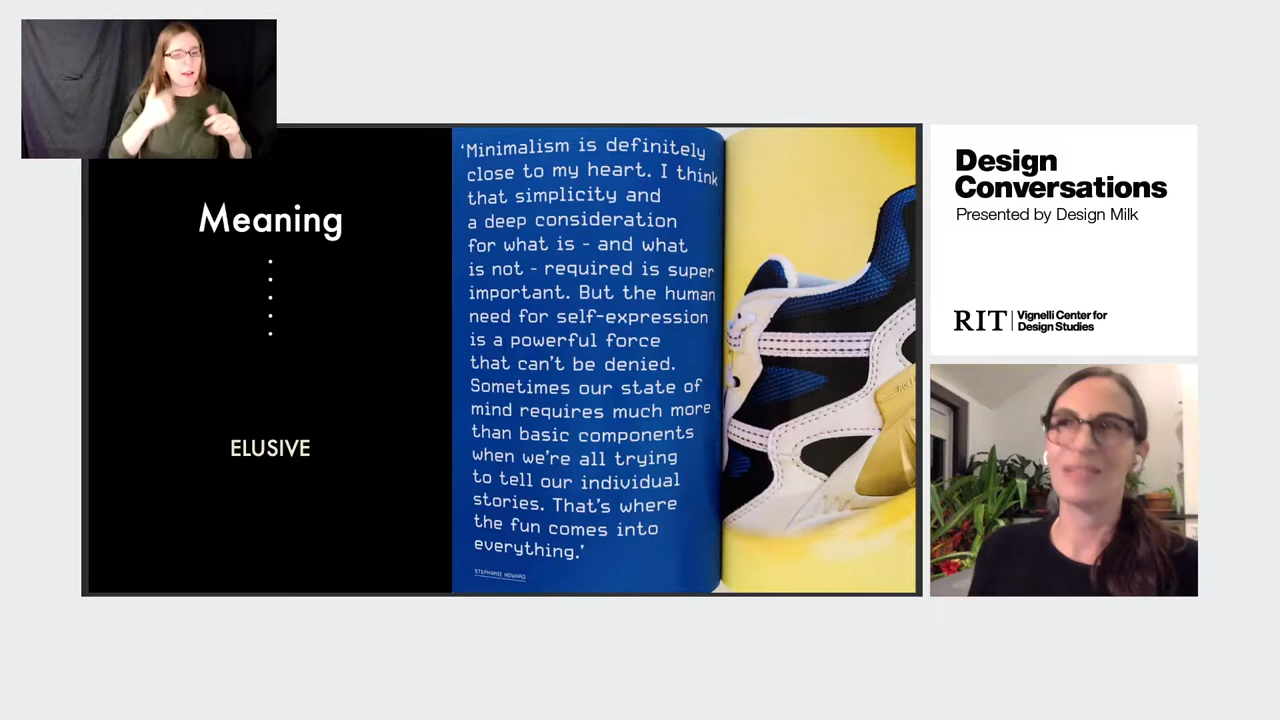 Meaning
ELUSIVE
‘Minimalism is definitely
close to my heart. I think
that simplicity and
a deep consideration
for what is - and what
is not - required is super
important. But the human
need for self-expression
is a powerful force
that can’t be denied.
Sometimes our state of
mind requires much more
than basic components
when we’re all trying
to tell our individual
stories. That’s where
the fun comes into
everything.’
STEPHANIE HOWARD
Design
Conversations
Presented by Design Milk
RIT
Vignelli Center for
Design Studies